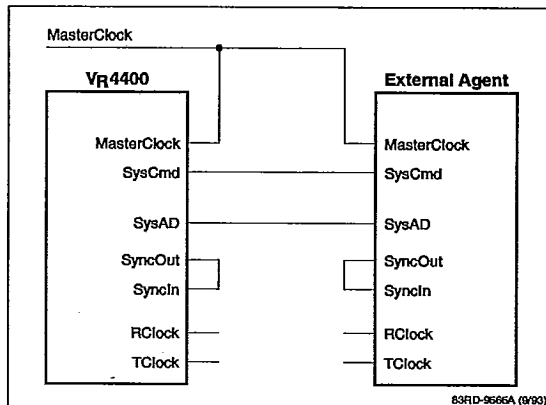 MasterClock
VR4400
External Agent
MasterClock
MasterClock
SysCmd
SysCmd
SysAD
SysAD
SyncOut
SyncOut
SyncIn
SyncIn
RClock
RClock
TClock
TClock
83RD-9566A (9/93)